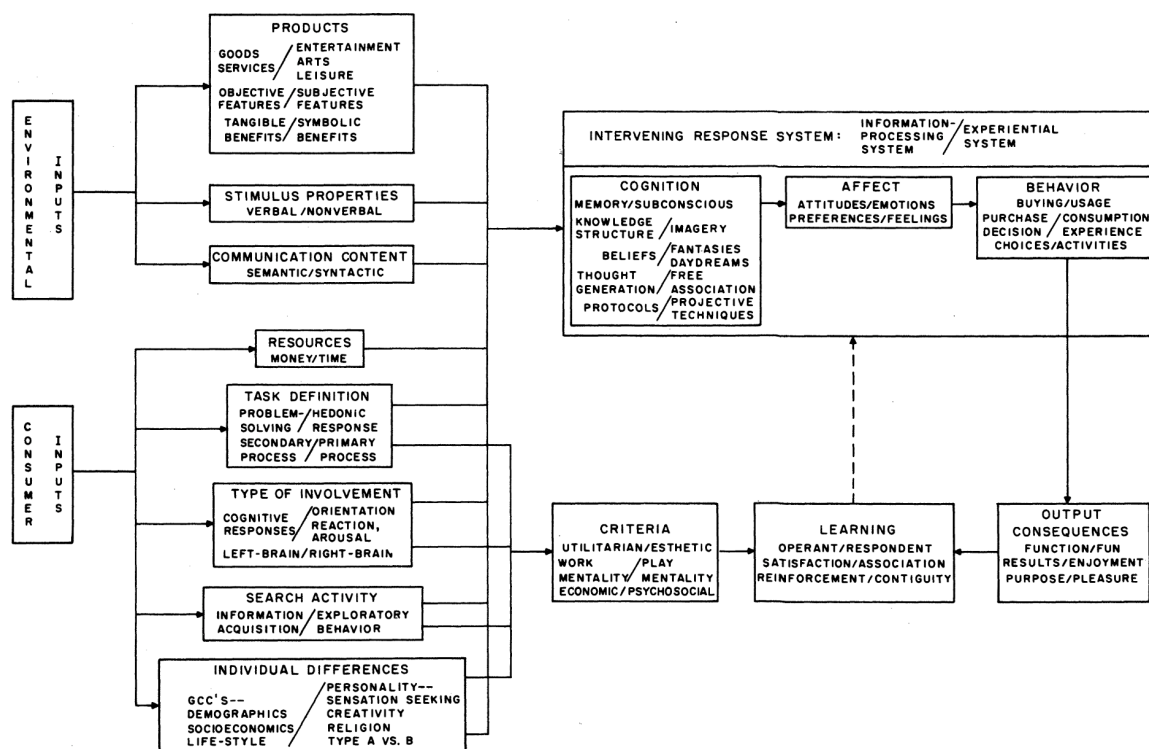 ENVIRONMENTAL
INPUTS
PRODUCTS
GOODS / ENTERTAINMENT
SERVICES / ARTS
LEISURE
OBJECTIVE / SUBJECTIVE
FEATURES / FEATURES
TANGIBLE / SYMBOLIC
BENEFITS / BENEFITS
STIMULUS PROPERTIES
VERBAL/NONVERBAL
COMMUNICATION CONTENT
SEMANTIC/SYNTACTIC
CONSUMER
INPUTS
RESOURCES
MONEY/TIME
TASK DEFINITION
PROBLEM- / HEDONIC
SOLVING / RESPONSE
SECONDARY / PRIMARY
PROCESS / PROCESS
TYPE OF INVOLVEMENT
COGNITIVE / ORIENTATION
RESPONSES / REACTION,
AROUSAL
LEFT-BRAIN/RIGHT-BRAIN
SEARCH ACTIVITY
INFORMATION / EXPLORATORY
ACQUISITION / BEHAVIOR
INDIVIDUAL DIFFERENCES
GCC'S-- / PERSONALITY--
DEMOGRAPHICS / SENSATION SEEKING
SOCIOECONOMICS / CREATIVITY
LIFE-STYLE / RELIGION
TYPE A VS. B
INTERVENING RESPONSE SYSTEM: INFORMATION- / EXPERIENTIAL
PROCESSING / SYSTEM
SYSTEM
COGNITION
MEMORY/SUBCONSCIOUS
KNOWLEDGE / IMAGERY
STRUCTURE
BELIEFS / FANTASIES
DAYDREAMS
THOUGHT / FREE
GENERATION / ASSOCIATION
PROTOCOLS / PROJECTIVE
TECHNIQUES
AFFECT
ATTITUDES/EMOTIONS
PREFERENCES/FEELINGS
BEHAVIOR
BUYING/USAGE
PURCHASE / CONSUMPTION
DECISION / EXPERIENCE
CHOICES/ACTIVITIES
CRITERIA
UTILITARIAN/ESTHETIC
WORK / PLAY
MENTALITY / MENTALITY
ECONOMIC/PSYCHOSOCIAL
LEARNING
OPERANT/RESPONDENT
SATISFACTION/ASSOCIATION
REINFORCEMENT/CONTIGUITY
OUTPUT
CONSEQUENCES
FUNCTION/FUN
RESULTS/ENJOYMENT
PURPOSE/PLEASURE